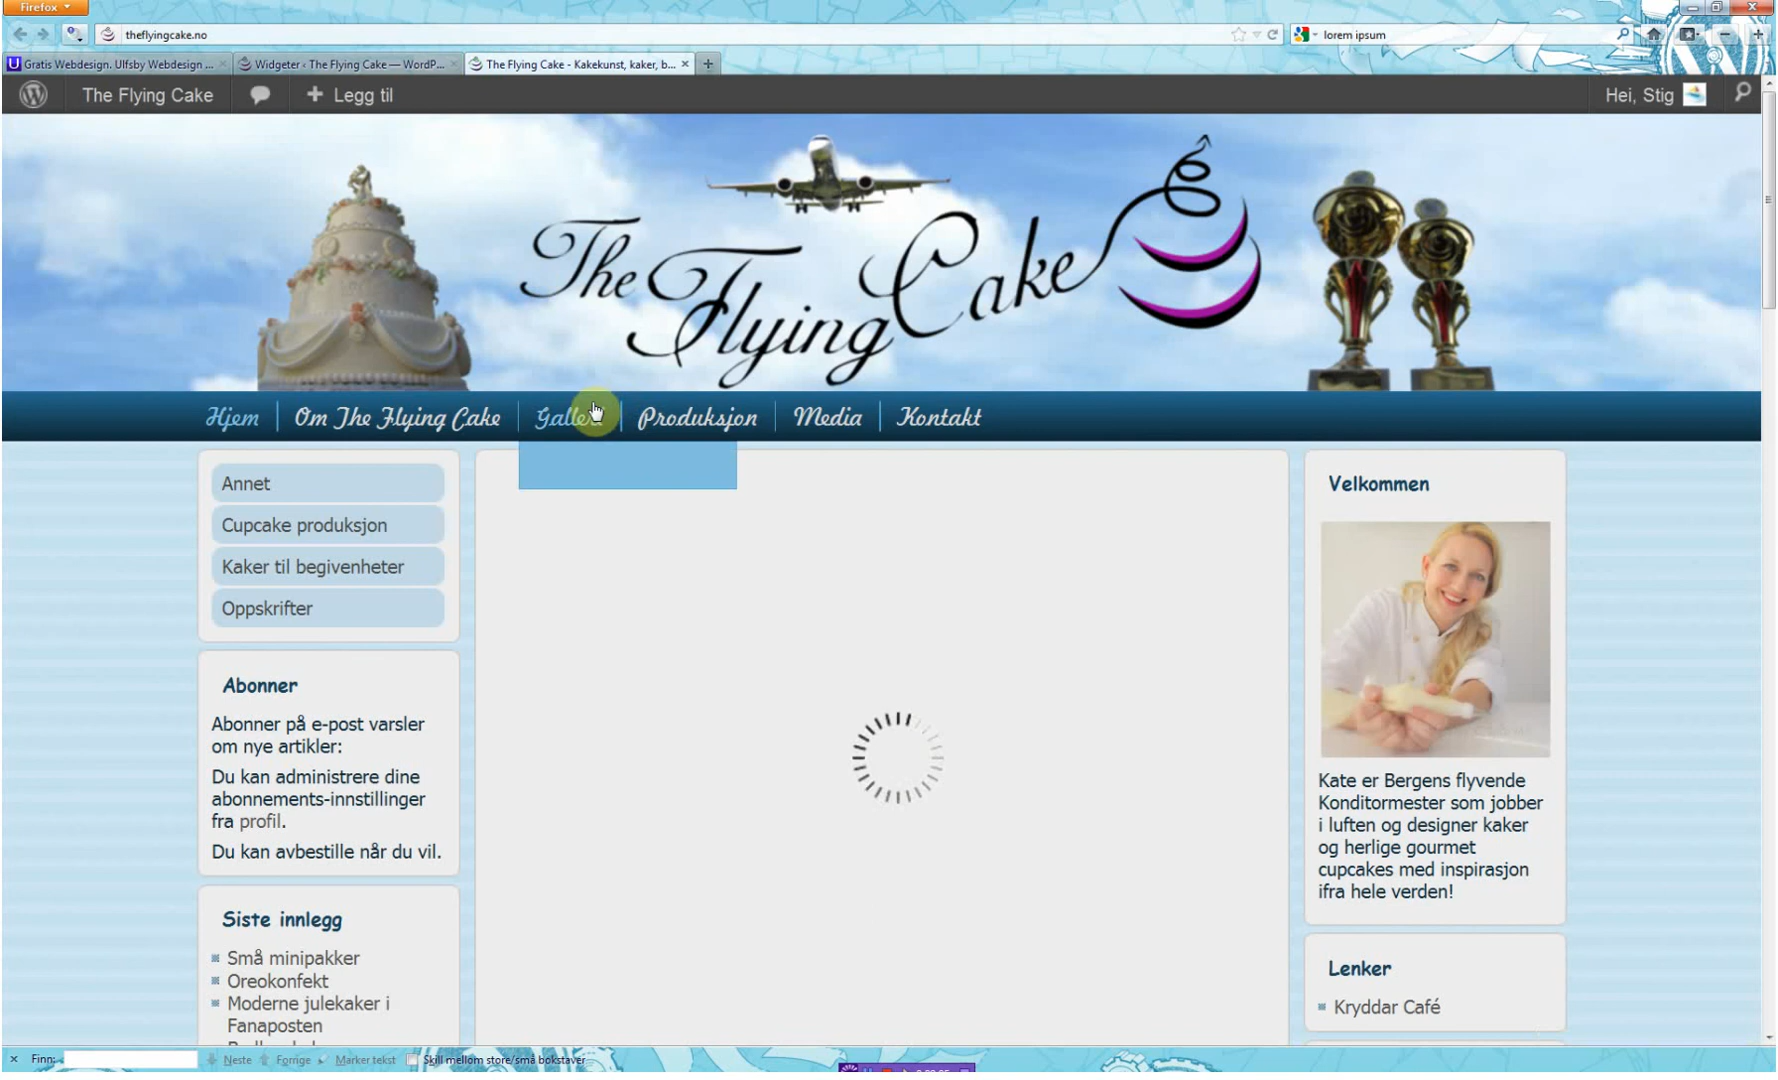 Firefox
theflyingcake.no
lorem ipsum
Gratis Webdesign. Ulfsby Webdesign ...
Widgeter ‹ The Flying Cake — WordP...
The Flying Cake - Kakekunst, kaker, b...
The Flying Cake
Legg til
Hei, Stig
The Flying Cake
Hjem
Om The Flying Cake
Galleri
Produksjon
Media
Kontakt
Annet
Cupcake produksjon
Kaker til begivenheter
Oppskrifter
Abonner
Abonner på e-post varsler
om nye artikler:
Du kan administrere dine
abonnements-innstillinger
fra profil.
Du kan avbestille når du vil.
Siste innlegg
Små minipakker
Oreokonfekt
Moderne julekaker i
Fanaposten
Velkommen
Kate er Bergens flyvende
Konditormester som jobber
i luften og designer kaker
og herlige gourmet
cupcakes med inspirasjon
ifra hele verden!
Lenker
Kryddar Café
Finn:
Neste
Forrige
Marker tekst
Skill mellom store/små bokstaver